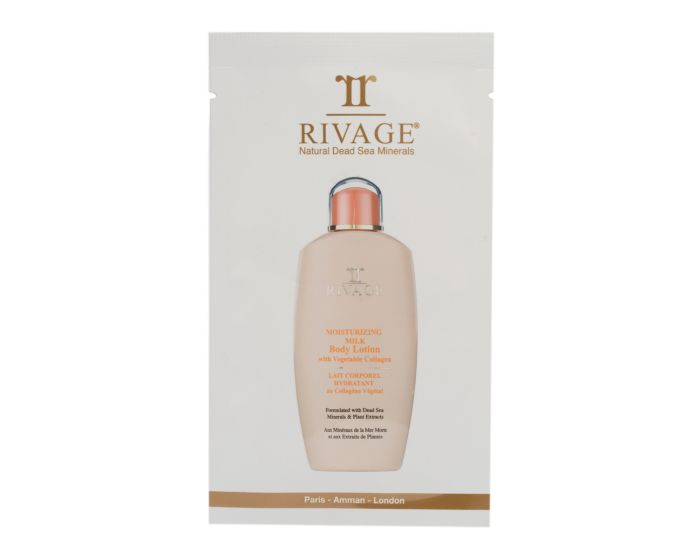 RIVAGE®
Natural Dead Sea Minerals
RIVAGE
MOISTURIZING
MILK
Body Lotion
with Vegetable Collagen
LAIT CORPOREL
HYDRATANT
au Collagène Végétal
Formulated with Dead Sea
Minerals & Plant Extracts
Aux Minéraux de la Mer Morte
et aux Extraits de Plantes
Paris - Amman - London